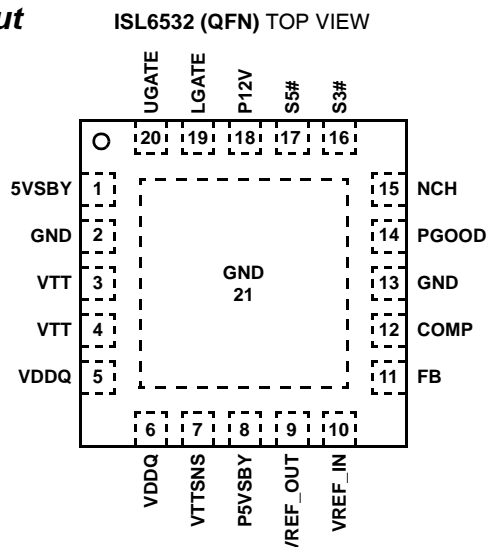 ut
ISL6532 (QFN) TOP VIEW
UGATE
LGATE
P12V
S5#
S3#
20 19 18 17 16
5VSBY 1
GND 2
VTT 3
VTT 4
VDDQ 5
GND
21
15 NCH
14 PGOOD
13 GND
12 COMP
11 FB
6 7 8 9 10
VDDQ
VTTSNS
P5VSBY
VREF_OUT
VREF_IN